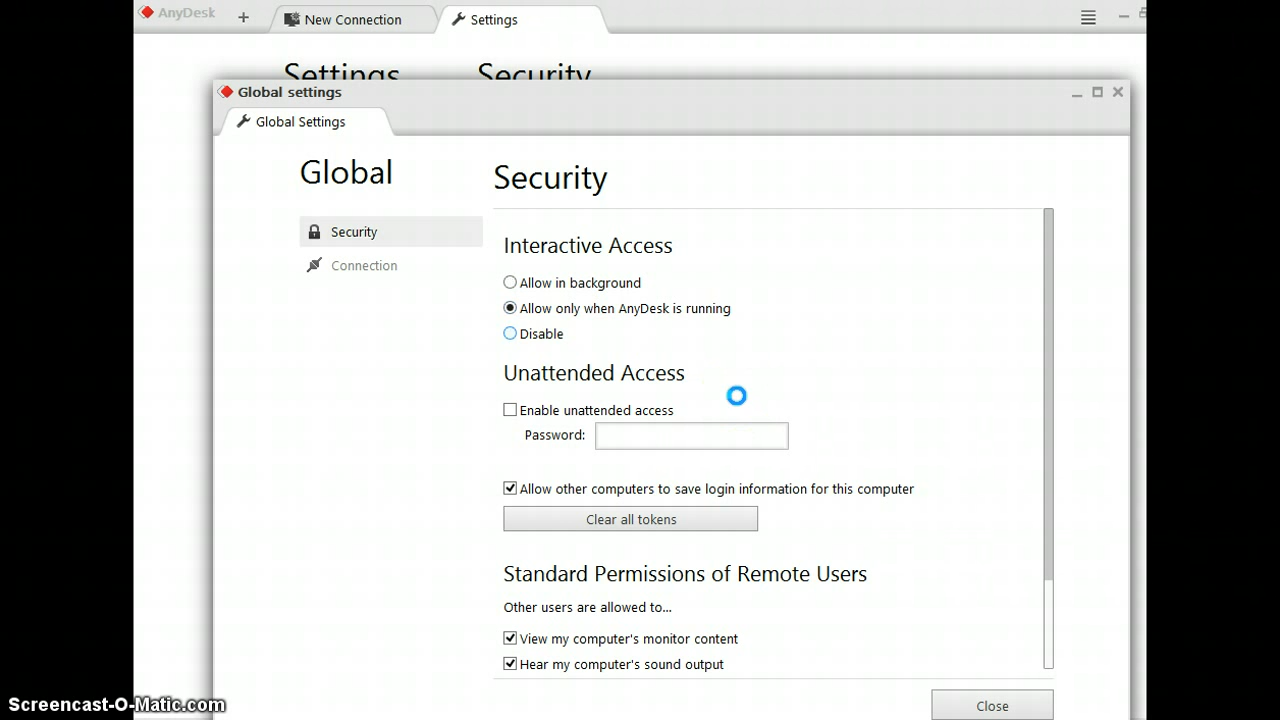 AnyDesk
New Connection
Settings
Settings
Security
Global settings
Global Settings
Global
Security
Security
Connection
Interactive Access
Allow in background
Allow only when AnyDesk is running
Disable
Unattended Access
Enable unattended access
Password:
Allow other computers to save login information for this computer
Clear all tokens
Standard Permissions of Remote Users
Other users are allowed to...
View my computer's monitor content
Hear my computer's sound output
Close
Screencast-O-Matic.com